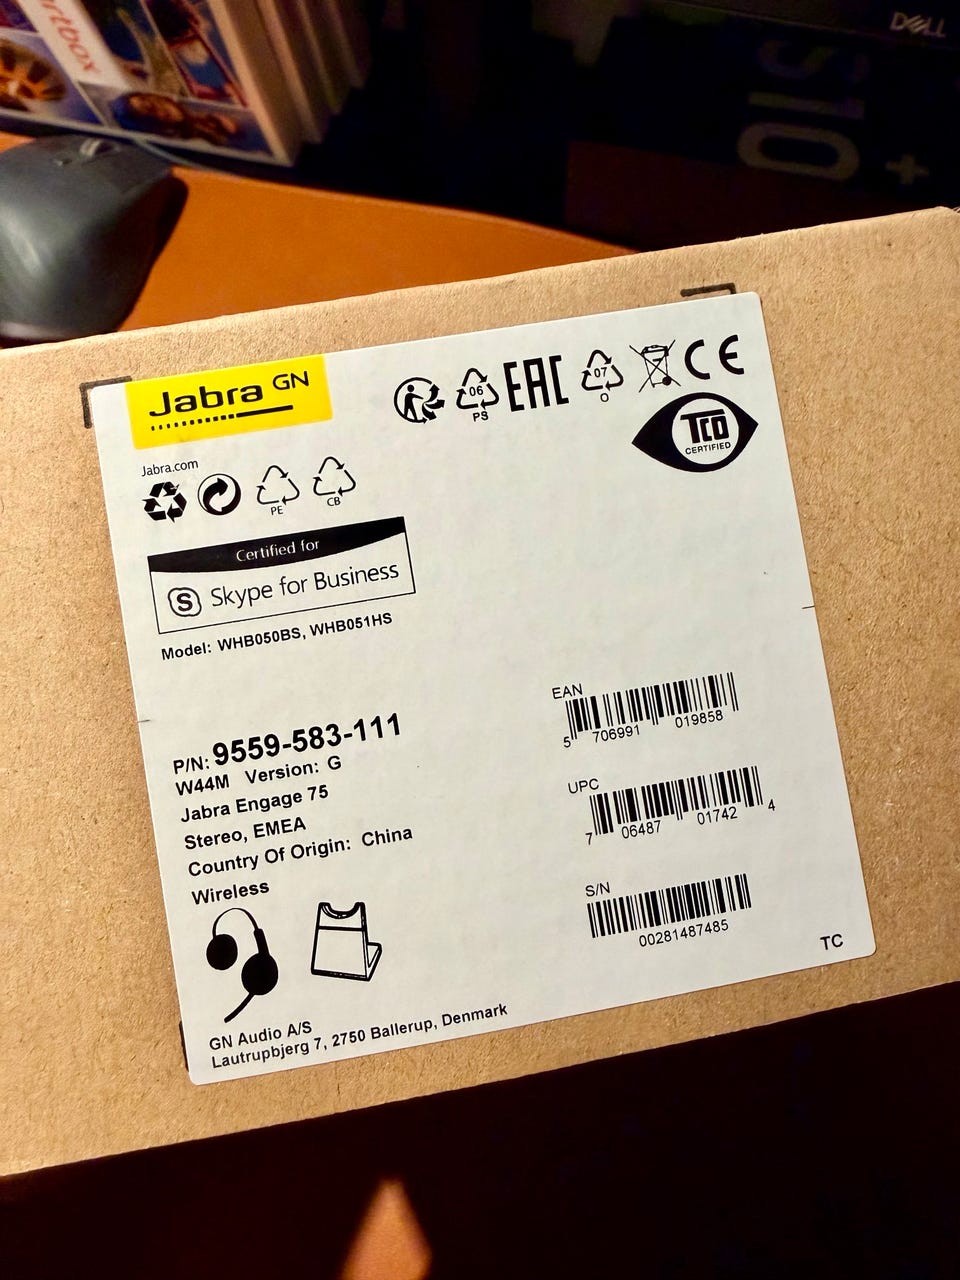 artbox
DELL
Jabra GN
06
PS
EAC
07
O
CE
TCO
CERTIFIED
Jabra.com
PE
CB
Certified for
S Skype for Business
Model: WHB050BS, WHB051HS
P/N: 9559-583-111
W44M Version: G
Jabra Engage 75
Stereo, EMEA
Country Of Origin: China
Wireless
EAN
5 706991 019858
UPC
7 06487 01742 4
S/N
00281487485
TC
GN Audio A/S
Lautrupbjerg 7, 2750 Ballerup, Denmark